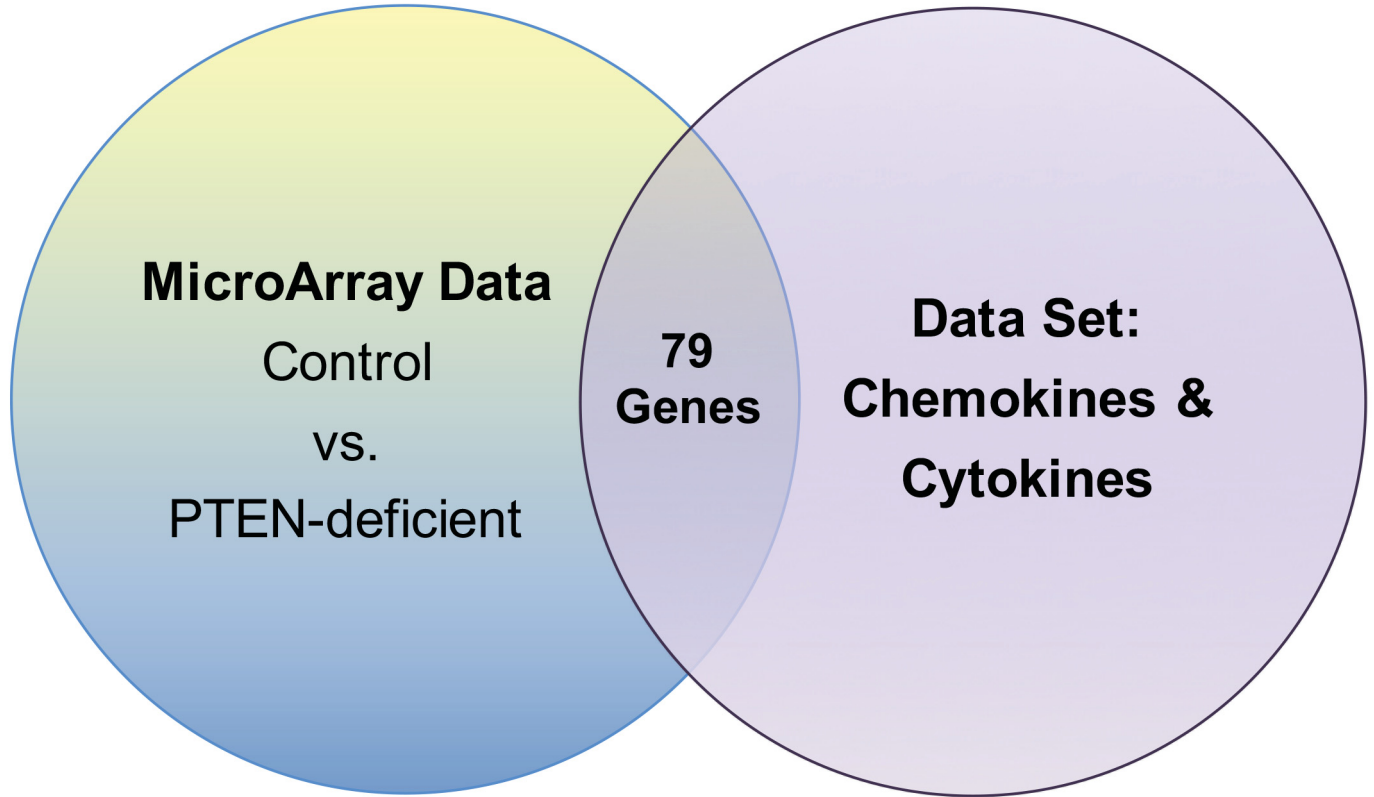 MicroArray Data
Control
vs.
PTEN-deficient
79
Genes
Data Set:
Chemokines &
Cytokines